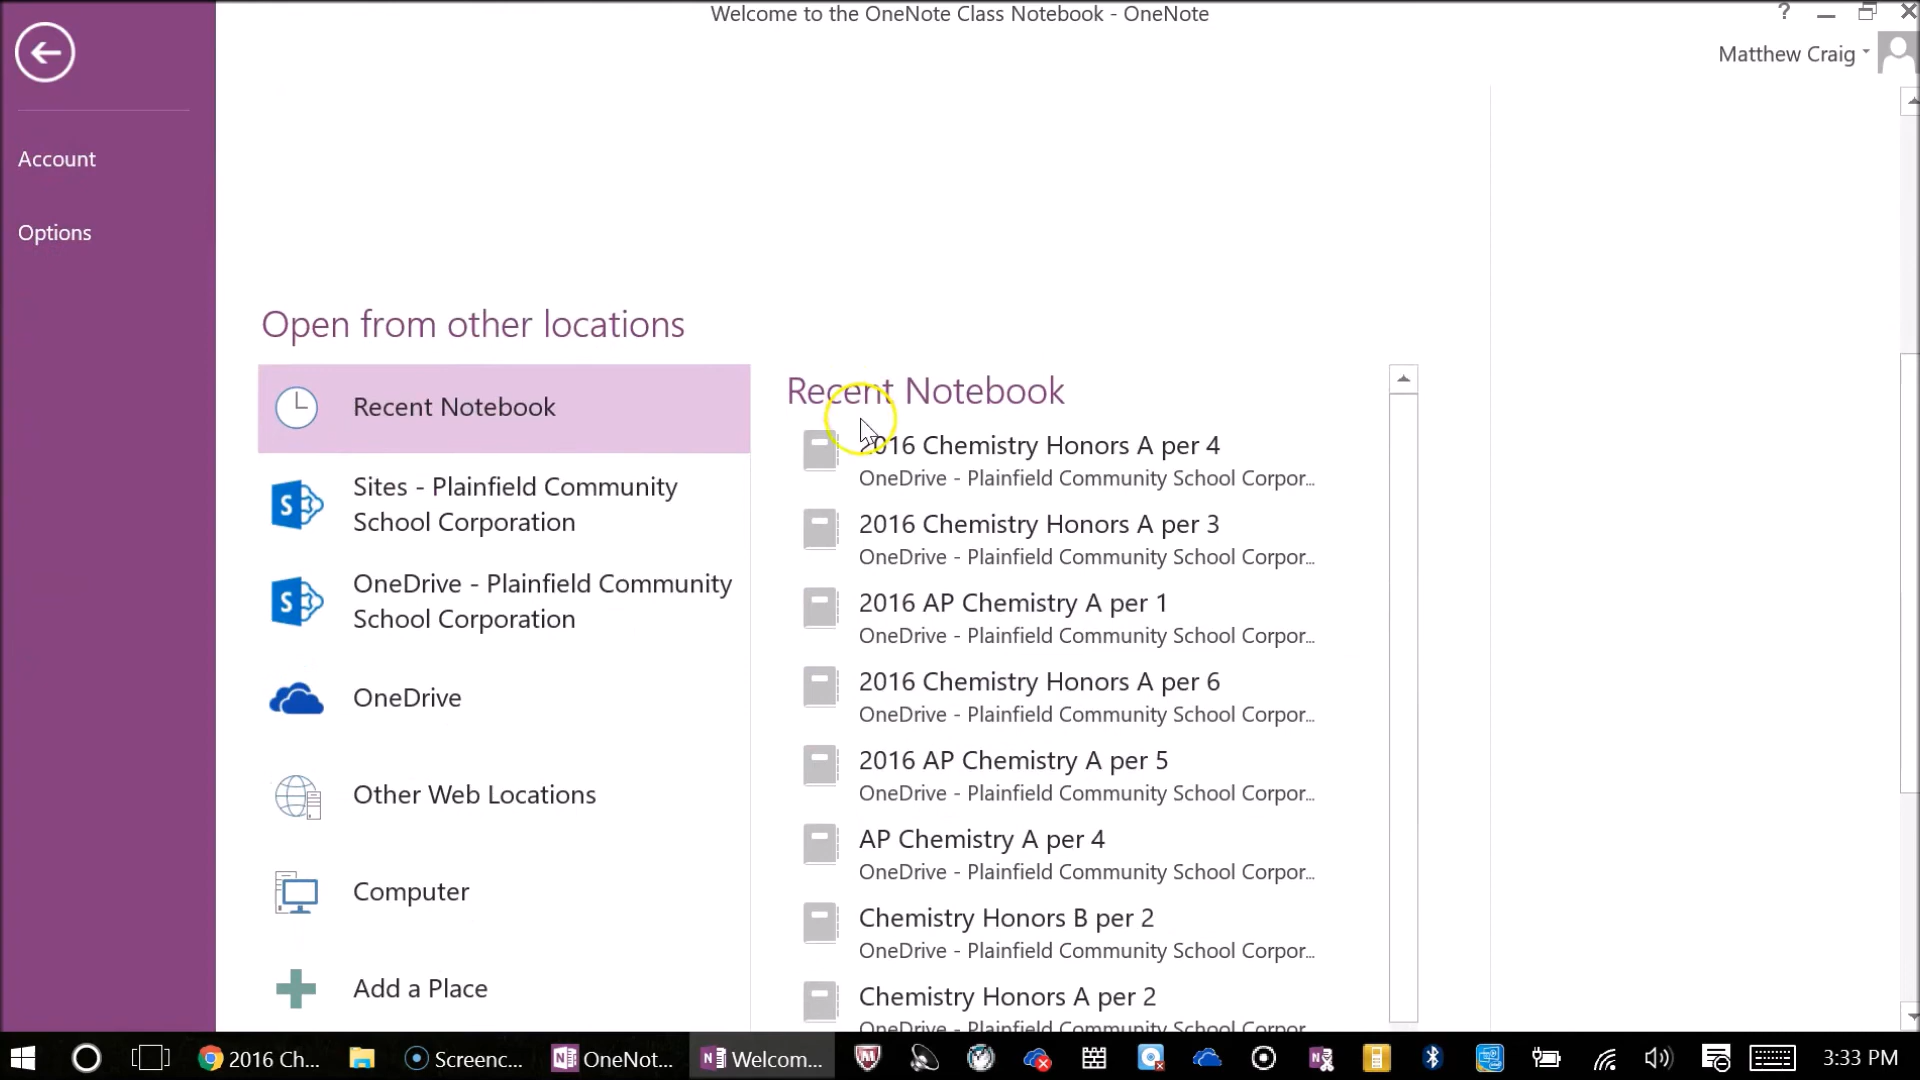 Welcome to the OneNote Class Notebook - OneNote
?
Matthew Craig
Account
Options
Open from other locations
Recent Notebook
Sites - Plainfield Community
School Corporation
OneDrive - Plainfield Community
School Corporation
OneDrive
Other Web Locations
Computer
Add a Place
Recent Notebook
2016 Chemistry Honors A per 4
OneDrive - Plainfield Community School Corpor...
2016 Chemistry Honors A per 3
OneDrive - Plainfield Community School Corpor...
2016 AP Chemistry A per 1
OneDrive - Plainfield Community School Corpor...
2016 Chemistry Honors A per 6
OneDrive - Plainfield Community School Corpor...
2016 AP Chemistry A per 5
OneDrive - Plainfield Community School Corpor...
AP Chemistry A per 4
OneDrive - Plainfield Community School Corpor...
Chemistry Honors B per 2
OneDrive - Plainfield Community School Corpor...
Chemistry Honors A per 2
OneDrive - Plainfield Community School Corpor...
2016 Ch...
Screenc...
OneNot...
Welcom...
3:33 PM